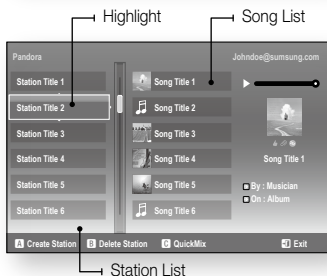 Highlight Song List
Pandora Johndoe@sumsung.com
Station Title 1 Song Title 1
Station Title 2 Song Title 2
Station Title 3 Song Title 3
Station Title 4 Song Title 4 Song Title 1
Station Title 5 Song Title 5 By : Musician
On : Album
Station Title 6 Song Title 6
A Create Station B Delete Station C QuickMix Exit
Station List